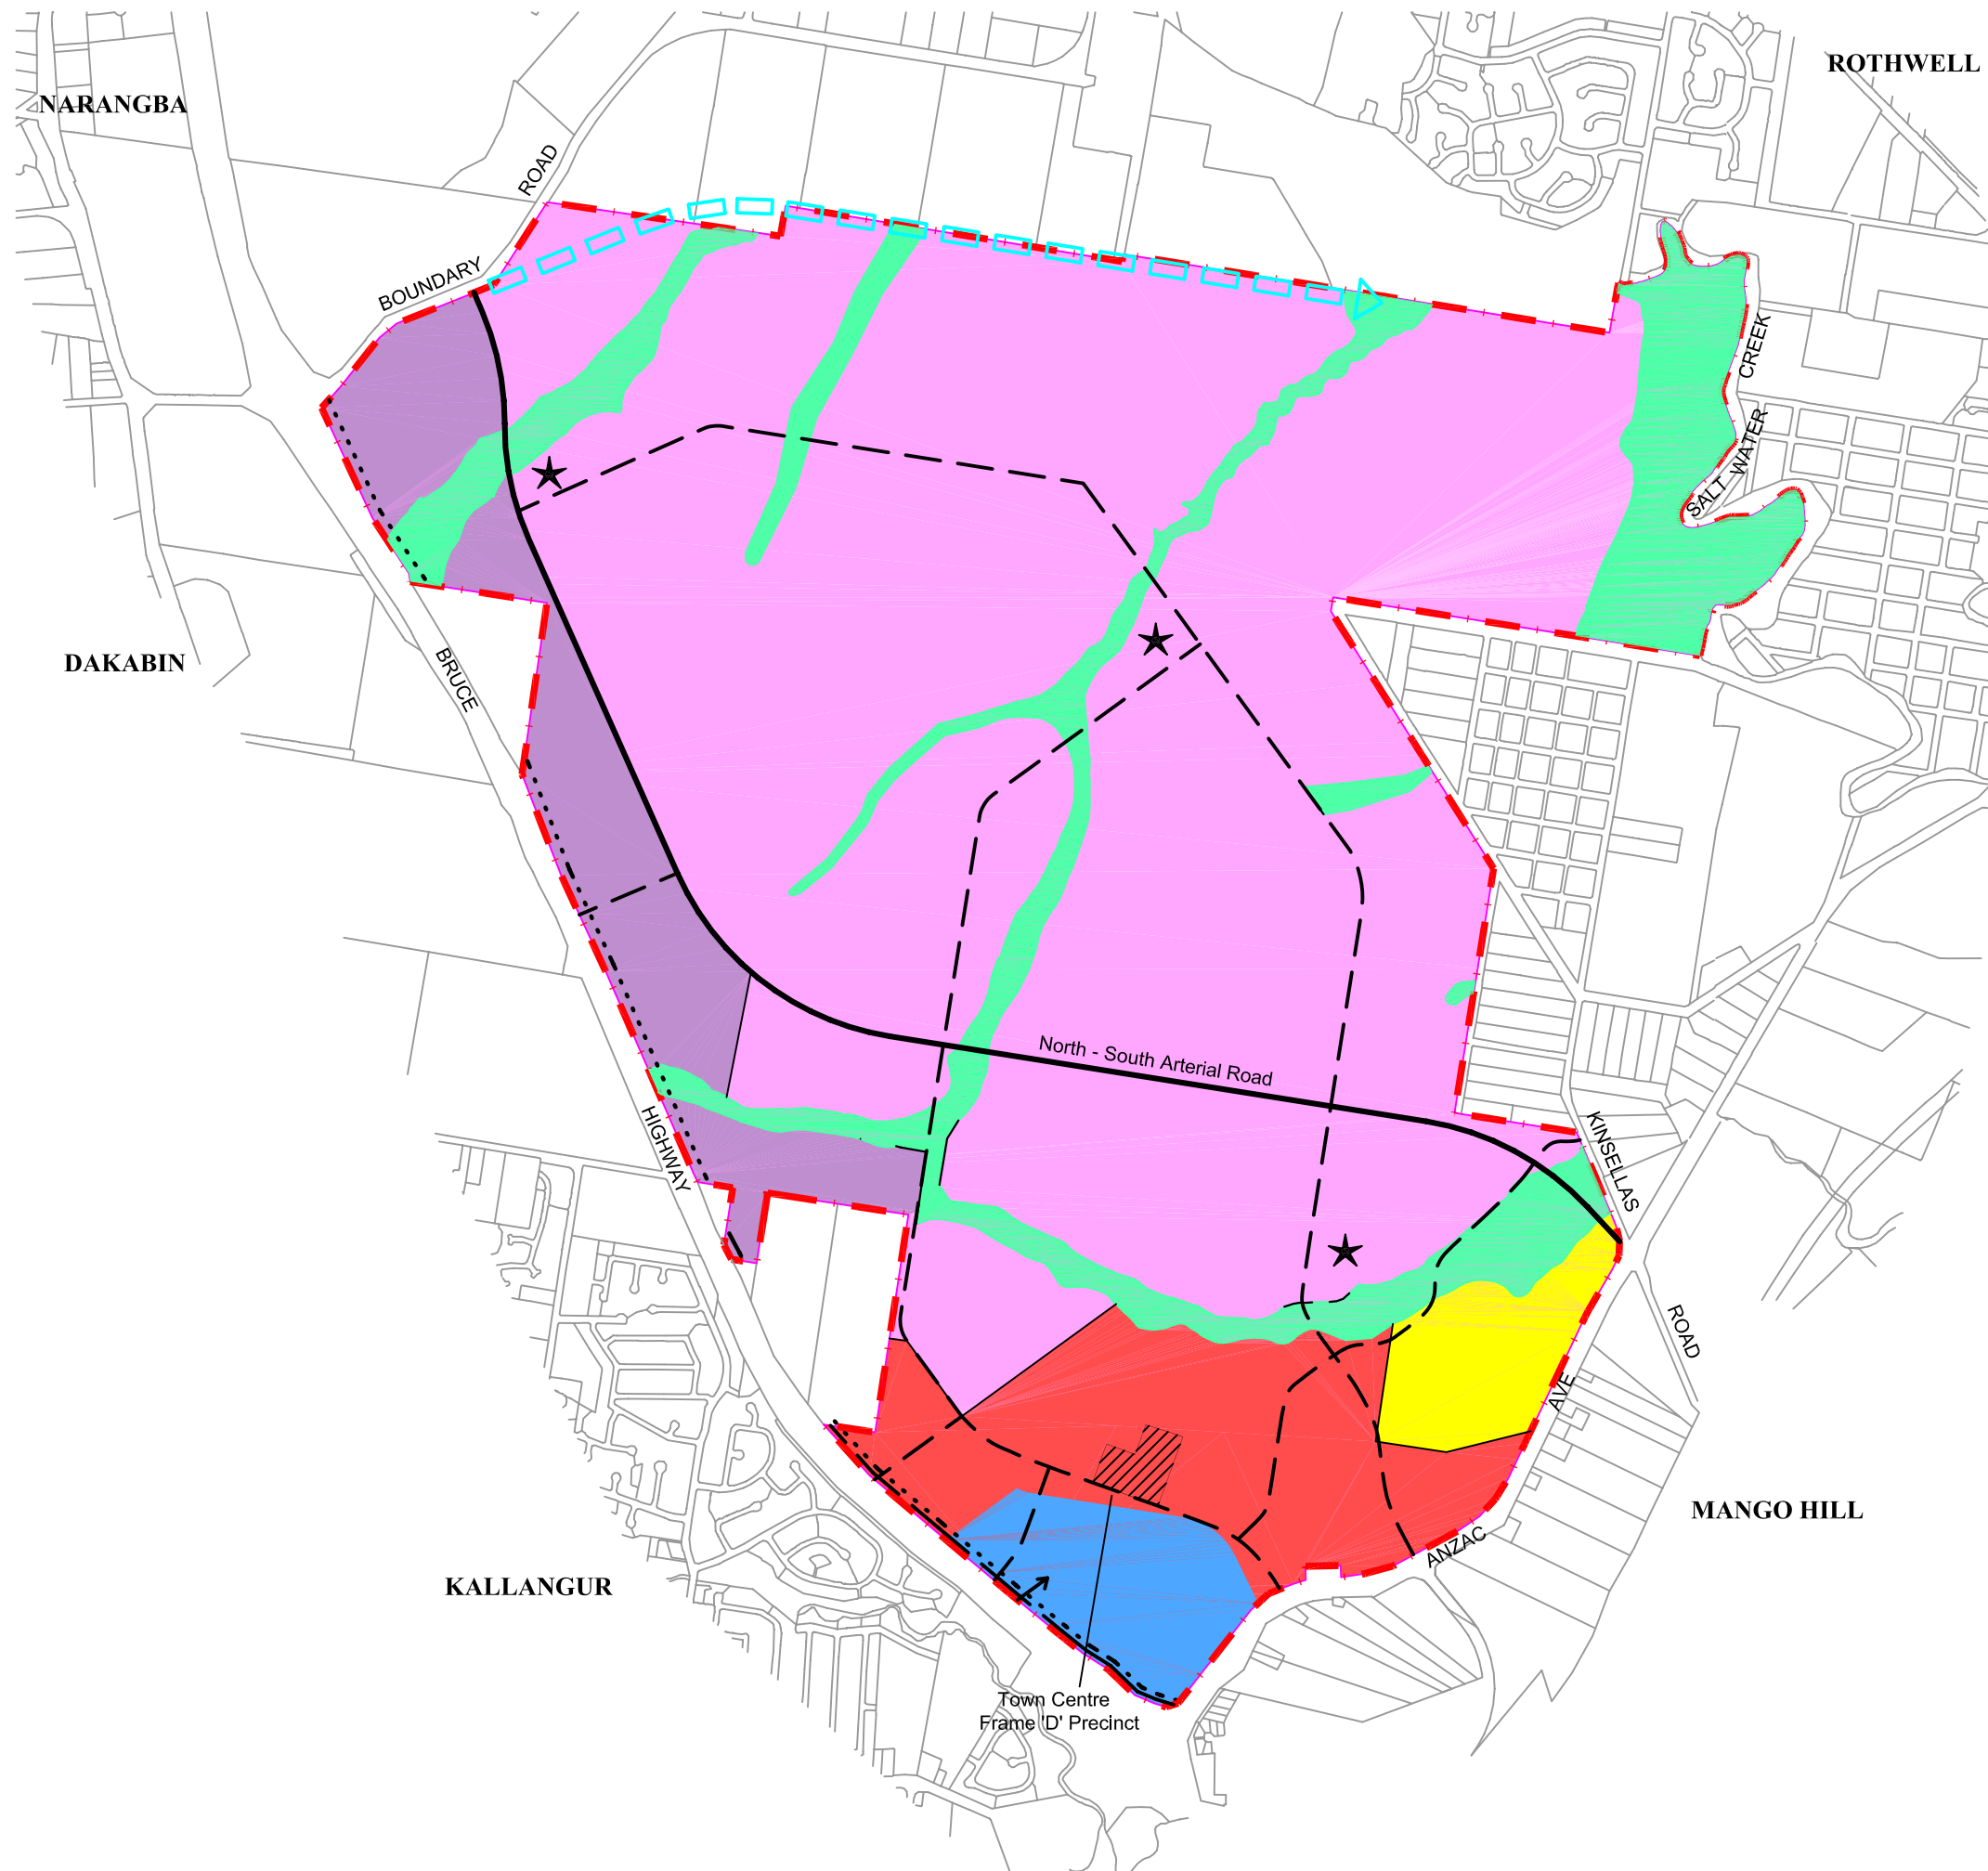 ROTHWELL
NARANGBA
ROAD
BOUNDARY
CREEK
SALT WATER
DAKABIN
BRUCE
North - South Arterial Road
HIGHWAY
KINSELLAS
ROAD
AVE
MANGO HILL
ANZAC
KALLANGUR
Town Centre
Frame 'D' Precinct